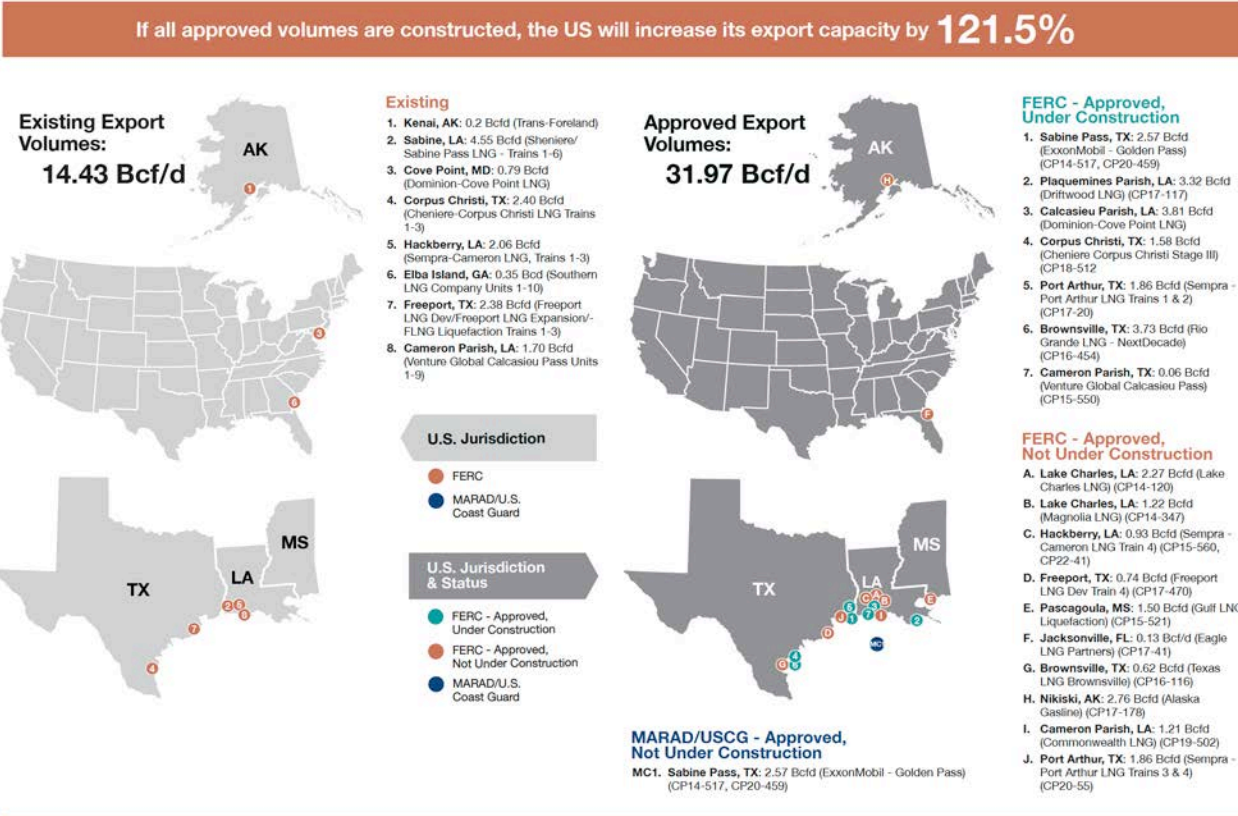 If all approved volumes are constructed, the US will increase its export capacity by 121.5%
Existing Export
Volumes:
14.43 Bcf/d
AK
1
3
6
TX
LA
MS
2
5
8
7
4
Existing
1. Kenai, AK: 0.2 Bcfd (Trans-Foreland)
2. Sabine, LA: 4.55 Bcfd (Sheniere/
Sabine Pass LNG - Trains 1-6)
3. Cove Point, MD: 0.79 Bcfd
(Dominion-Cove Point LNG)
4. Corpus Christi, TX: 2.40 Bcfd
(Cheniere-Corpus Christi LNG Trains
1-3)
5. Hackberry, LA: 2.06 Bcfd
(Sempra-Cameron LNG, Trains 1-3)
6. Elba Island, GA: 0.35 Bcd (Southern
LNG Company Units 1-10)
7. Freeport, TX: 2.38 Bcfd (Freeport
LNG Dev/Freeport LNG Expansion/-
FLNG Liquefaction Trains 1-3)
8. Cameron Parish, LA: 1.70 Bcfd
(Venture Global Calcasieu Pass Units
1-9)
U.S. Jurisdiction
FERC
MARAD/U.S.
Coast Guard
U.S. Jurisdiction
& Status
FERC - Approved,
Under Construction
FERC - Approved,
Not Under Construction
MARAD/U.S.
Coast Guard
Approved Export
Volumes:
31.97 Bcf/d
AK
H
F
TX
LA
MS
C
A
B
E
5
3
J
1
7
I
2
D
MC1
4
G
MARAD/USCG - Approved,
Not Under Construction
MC1. Sabine Pass, TX: 2.57 Bcfd (ExxonMobil - Golden Pass)
(CP14-517, CP20-459)
FERC - Approved,
Under Construction
1. Sabine Pass, TX: 2.57 Bcfd
(ExxonMobil - Golden Pass)
(CP14-517, CP20-459)
2. Plaquemines Parish, LA: 3.32 Bcfd
(Driftwood LNG) (CP17-117)
3. Calcasieu Parish, LA: 3.81 Bcfd
(Dominion-Cove Point LNG)
4. Corpus Christi, TX: 1.58 Bcfd
(Cheniere Corpus Christi Stage III)
(CP18-512
5. Port Arthur, TX: 1.86 Bcfd (Sempra -
Port Arthur LNG Trains 1 & 2)
(CP17-20)
6. Brownsville, TX: 3.73 Bcfd (Rio
Grande LNG - NextDecade)
(CP16-454)
7. Cameron Parish, TX: 0.06 Bcfd
(Venture Global Calcasieu Pass)
(CP15-550)
FERC - Approved,
Not Under Construction
A. Lake Charles, LA: 2.27 Bcfd (Lake
Charles LNG) (CP14-120)
B. Lake Charles, LA: 1.22 Bcfd
(Magnolia LNG) (CP14-347)
C. Hackberry, LA: 0.93 Bcfd (Sempra -
Cameron LNG Train 4) (CP15-560,
CP22-41)
D. Freeport, TX: 0.74 Bcfd (Freeport
LNG Dev Train 4) (CP17-470)
E. Pascagoula, MS: 1.50 Bcfd (Gulf LNG
Liquefaction) (CP15-521)
F. Jacksonville, FL: 0.13 Bcf/d (Eagle
LNG Partners) (CP17-41)
G. Brownsville, TX: 0.62 Bcfd (Texas
LNG Brownsville) (CP16-116)
H. Nikiski, AK: 2.76 Bcfd (Alaska
Gasline) (CP17-178)
I. Cameron Parish, LA: 1.21 Bcfd
(Commonwealth LNG) (CP19-502)
J. Port Arthur, TX: 1.86 Bcfd (Sempra -
Port Arthur LNG Trains 3 & 4)
(CP20-55)